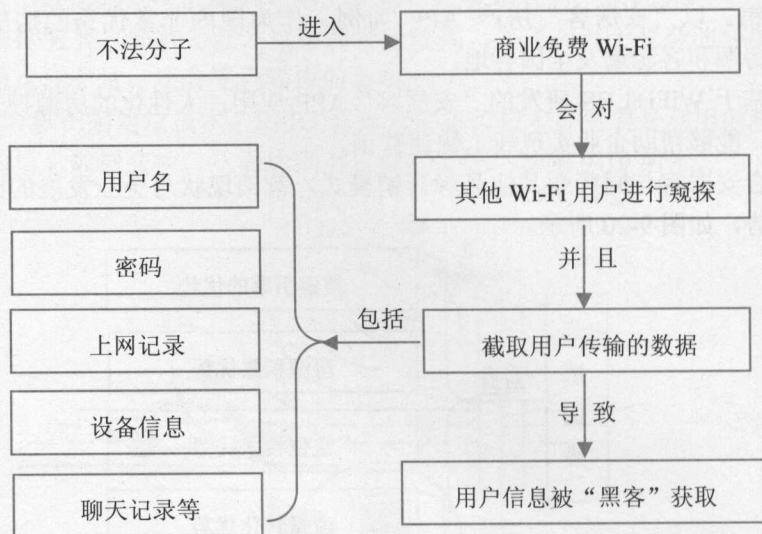 不法分子
进入
商业免费 Wi-Fi
会 对
其他 Wi-Fi 用户进行窥探
并 且
截取用户传输的数据
包括
用户名
密码
上网记录
设备信息
聊天记录等
导 致
用户信息被“黑客”获取